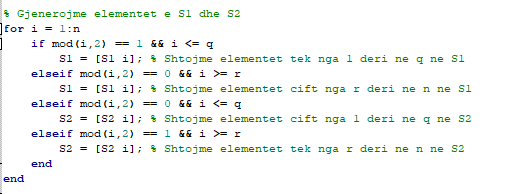 % Gjenerojme elementet e S1 dhe S2
for i = 1:n
if mod(i,2) == 1 && i <= q
S1 = [S1 i]; % Shtojme elementet tek nga 1 deri ne q ne S1
elseif mod(i,2) == 0 && i >= r
S1 = [S1 i]; % Shtojme elementet cift nga r deri ne n ne S1
elseif mod(i,2) == 0 && i <= q
S2 = [S2 i]; % Shtojme elementet cift nga 1 deri ne q ne S2
elseif mod(i,2) == 1 && i >= r
S2 = [S2 i]; % Shtojme elementet tek nga r deri ne n ne S2
end
end